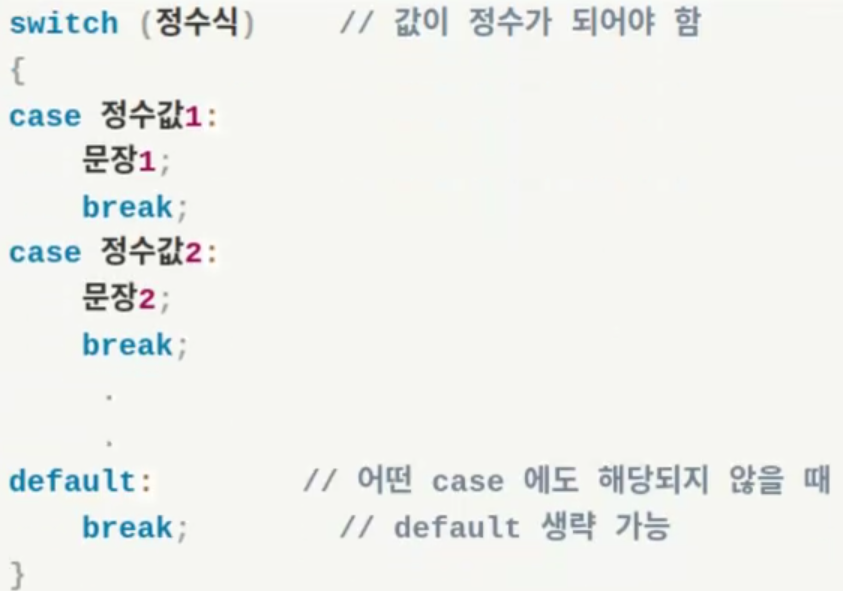 switch (정수식)     // 값이 정수가 되어야 함
{
case 정수값1:
    문장1;
    break;
case 정수값2:
    문장2;
    break;
     .
     .
default:        // 어떤 case 에도 해당되지 않을 때
    break;        // default 생략 가능
}